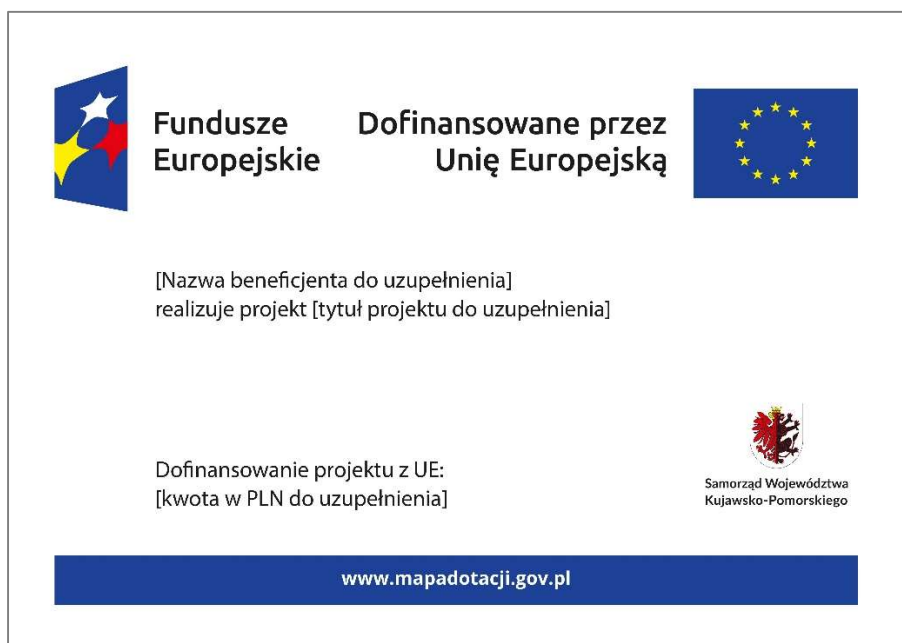 Fundusze
Europejskie
Dofinansowane przez
Unię Europejską
[Nazwa beneficjenta do uzupełnienia]
realizuje projekt [tytuł projektu do uzupełnienia]
Dofinansowanie projektu z UE:
[kwota w PLN do uzupełnienia]
Samorząd Województwa
Kujawsko-Pomorskiego
www.mapadotacji.gov.pl